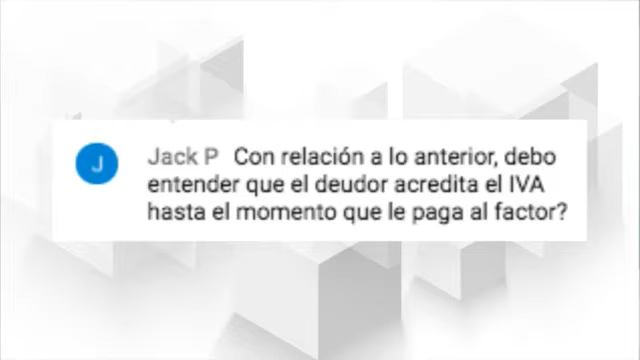 J
Jack P Con relación a lo anterior, debo
entender que el deudor acredita el IVA
hasta el momento que le paga al factor?